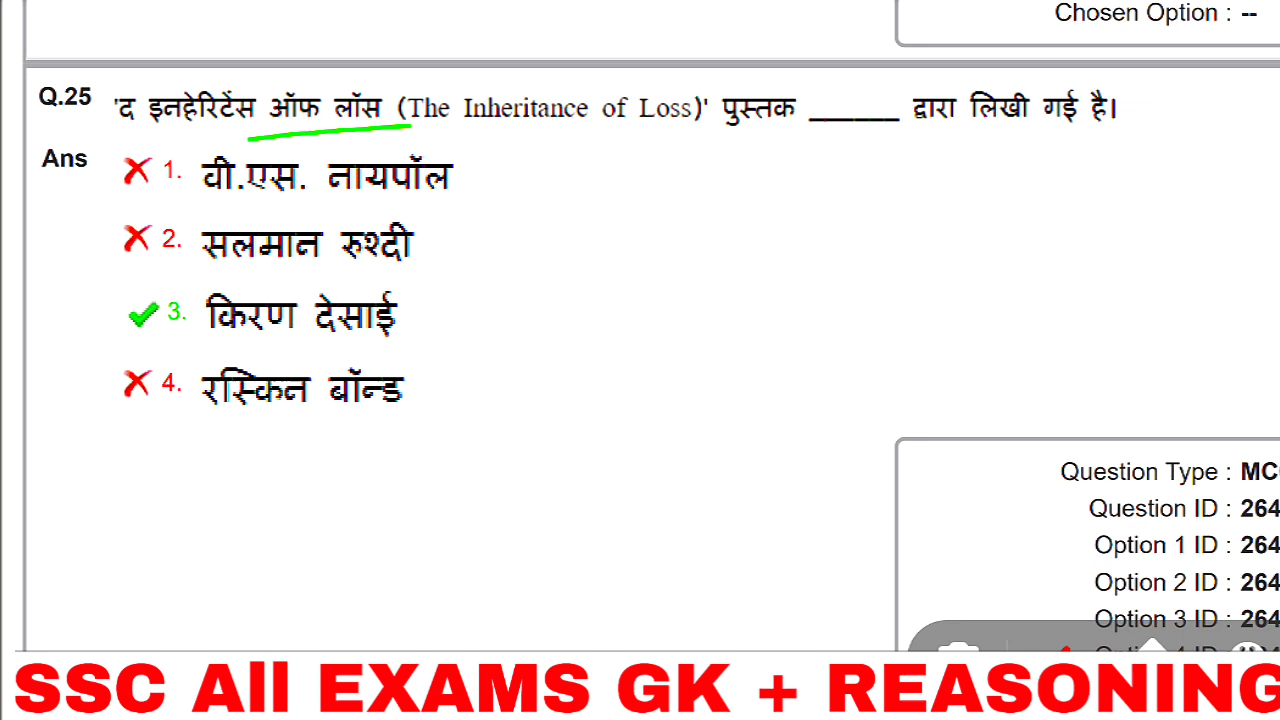 Chosen Option : --
Q.25 'द इनहेरिटेंस ऑफ लॉस (The Inheritance of Loss)' पुस्तक ______ द्वारा लिखी गई है।
Ans 1. वी.एस. नायपॉल
2. सलमान रुश्दी
3. किरण देसाई
4. रस्किन बॉन्ड
Question Type : MC
Question ID : 264
Option 1 ID : 264
Option 2 ID : 264
Option 3 ID : 264
SSC All EXAMS GK + REASONING